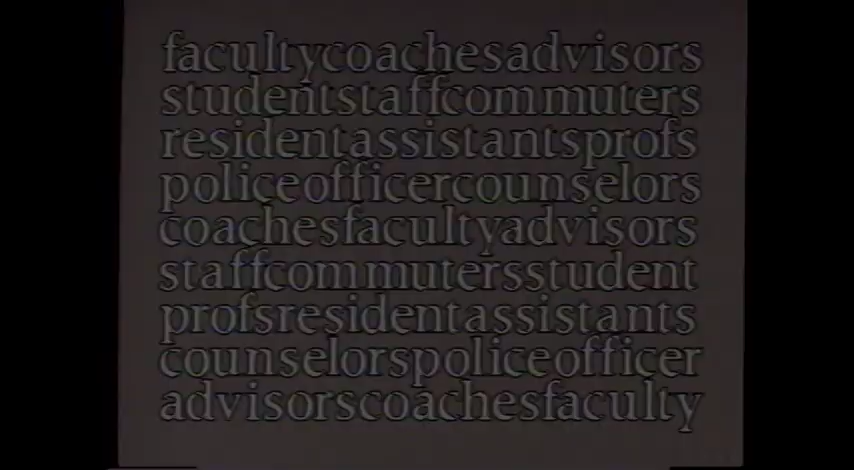 facultycoachesadvisors
studentstaffcommuters
residentassistantsprofs
policeofficercounselors
coachesfacultyadvisors
staffcommutersstudent
profsresidentassistants
counselorspoliceofficer
advisorscoachesfaculty